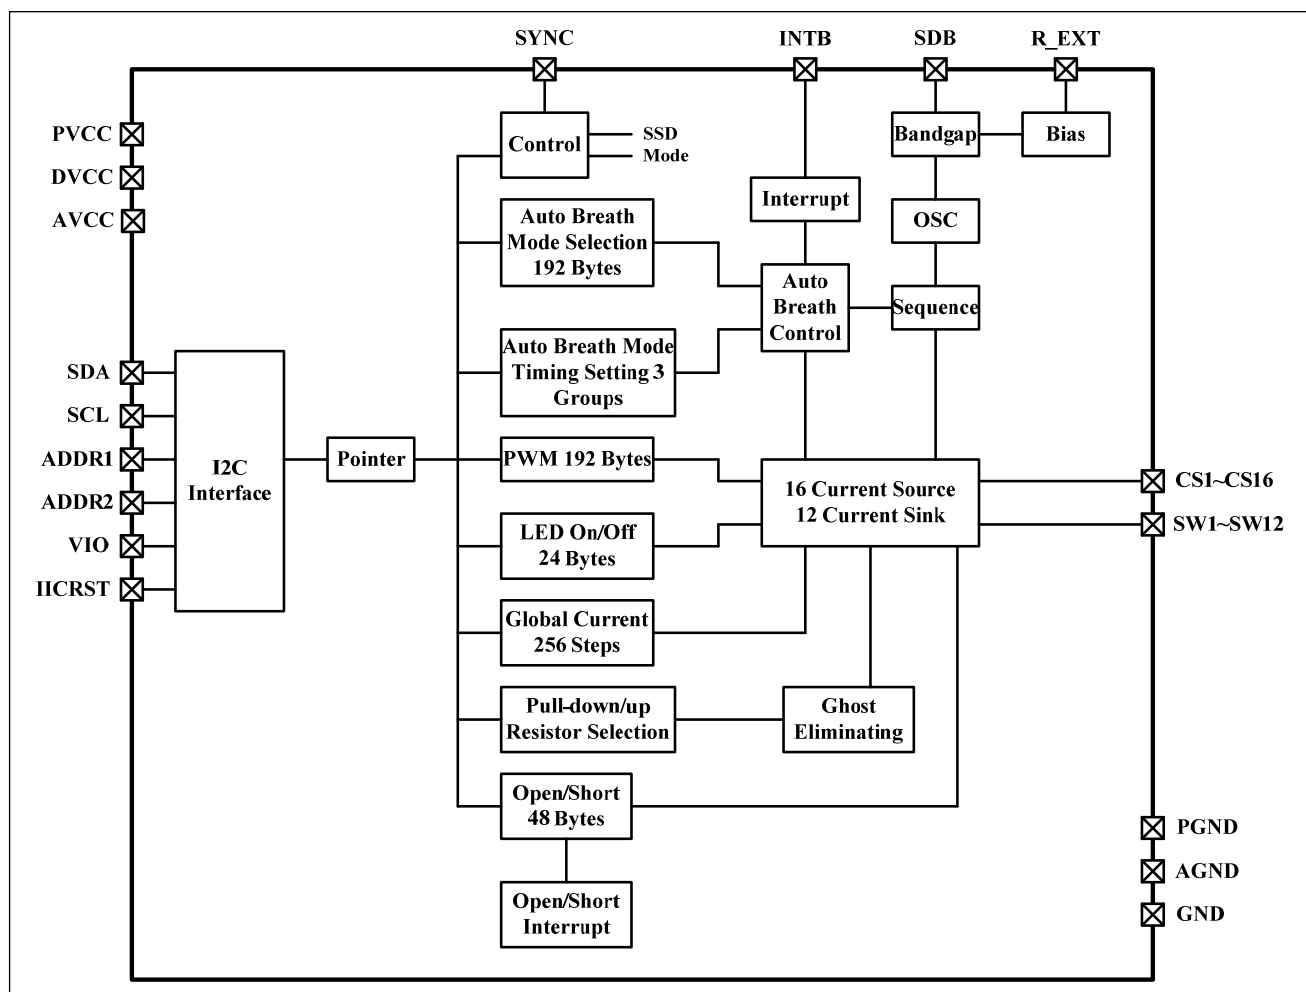 SYNC
INTB
SDB
R_EXT
PVCC
DVCC
AVCC
Control
SSD
Mode
Bandgap
Bias
Interrupt
OSC
Auto Breath
Mode Selection
192 Bytes
Auto
Breath
Control
Sequence
Auto Breath Mode
Timing Setting 3
Groups
SDA
SCL
ADDR1
ADDR2
VIO
IICRST
I2C
Interface
Pointer
PWM 192 Bytes
16 Current Source
12 Current Sink
CS1~CS16
SW1~SW12
LED On/Off
24 Bytes
Global Current
256 Steps
Pull-down/up
Resistor Selection
Ghost
Eliminating
Open/Short
48 Bytes
Open/Short
Interrupt
PGND
AGND
GND